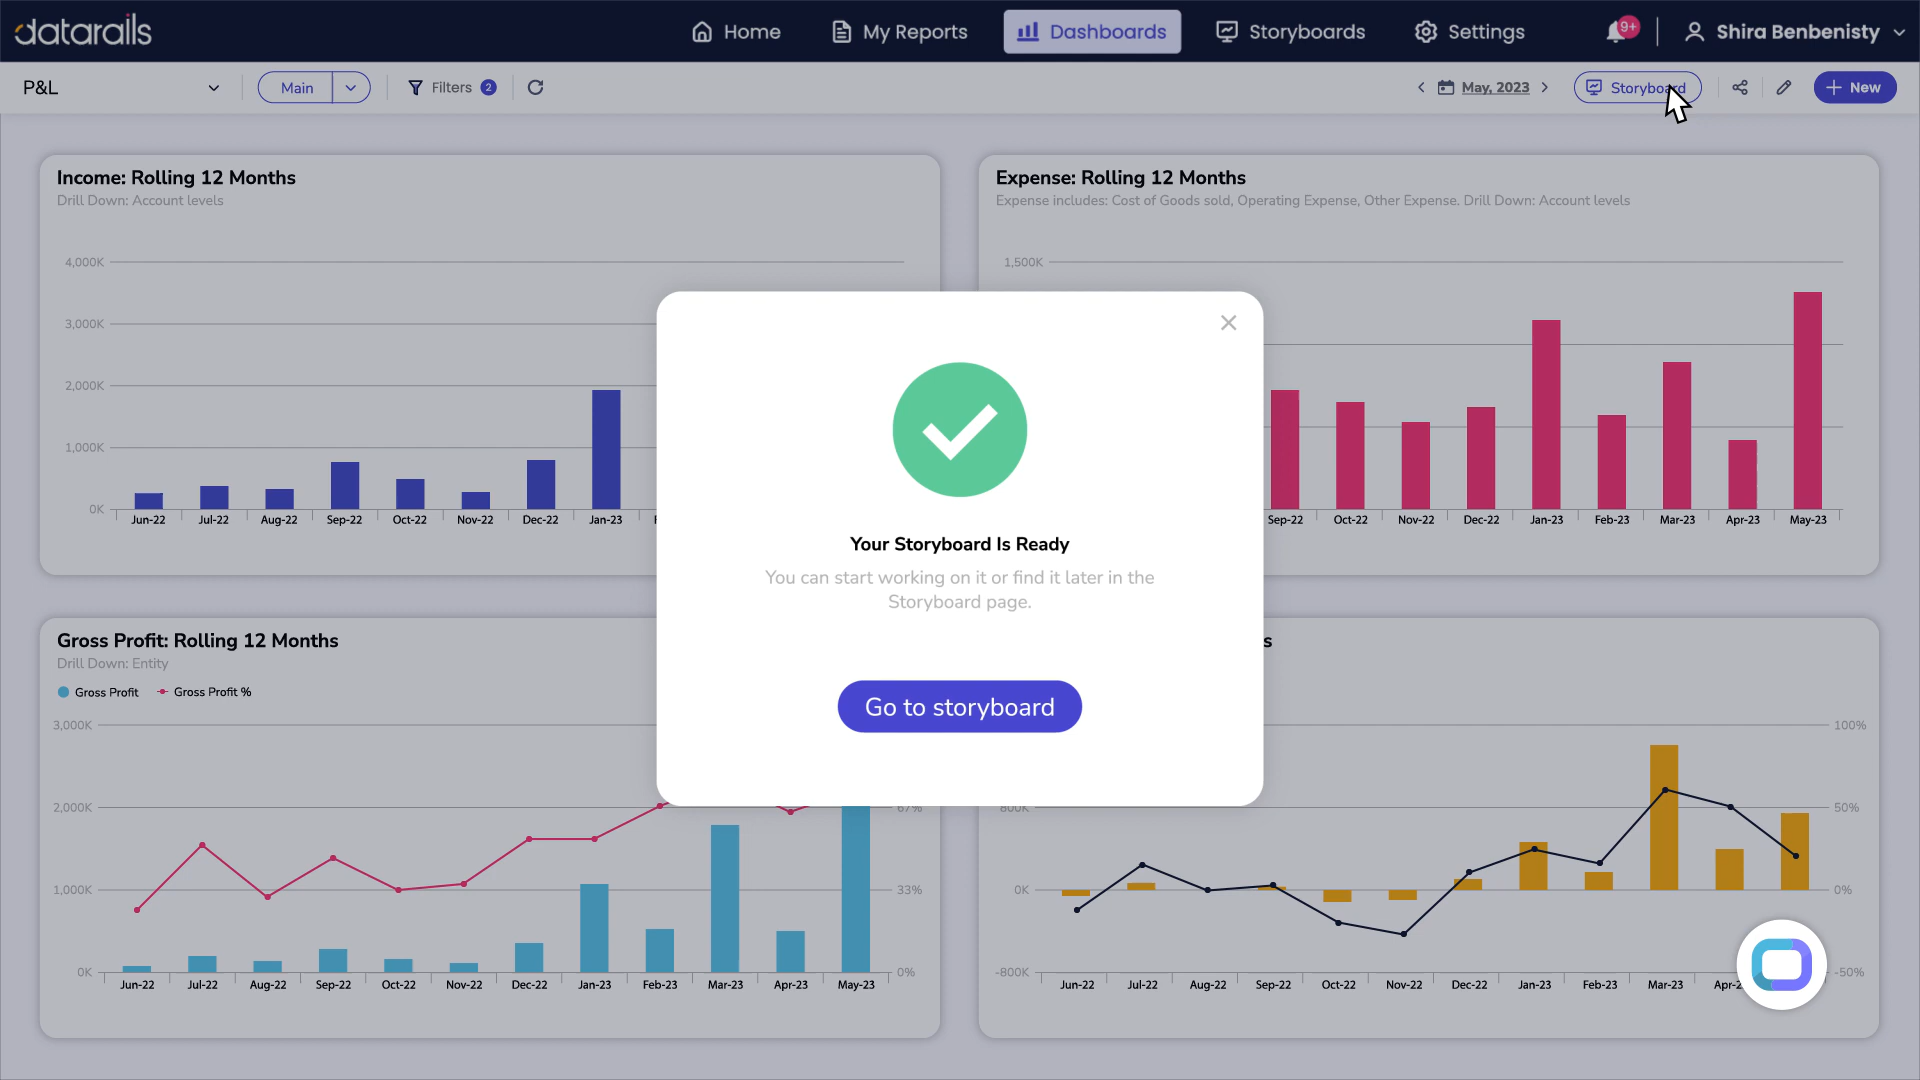 datarails
Home
My Reports
Dashboards
Storyboards
Settings
9+
Shira Benbenisty
P&L
Main
Filters 2
May, 2023
Storyboard
New
Income: Rolling 12 Months
Drill Down: Account levels
4,000K
3,000K
2,000K
1,000K
0K
Jun-22 Jul-22 Aug-22 Sep-22 Oct-22 Nov-22 Dec-22 Jan-23
Expense: Rolling 12 Months
Expense includes: Cost of Goods sold, Operating Expense, Other Expense. Drill Down: Account levels
1,500K
Sep-22 Oct-22 Nov-22 Dec-22 Jan-23 Feb-23 Mar-23 Apr-23 May-23
Your Storyboard Is Ready
You can start working on it or find it later in the
Storyboard page.
Go to storyboard
Gross Profit: Rolling 12 Months
Drill Down: Entity
Gross Profit Gross Profit %
3,000K
2,000K 67%
1,000K 33%
0K 0%
Jun-22 Jul-22 Aug-22 Sep-22 Oct-22 Nov-22 Dec-22 Jan-23 Feb-23 Mar-23 Apr-23 May-23
s
100%
800K 50%
0K 0%
-800K -50%
Jun-22 Jul-22 Aug-22 Sep-22 Oct-22 Nov-22 Dec-22 Jan-23 Feb-23 Mar-23 Apr-2